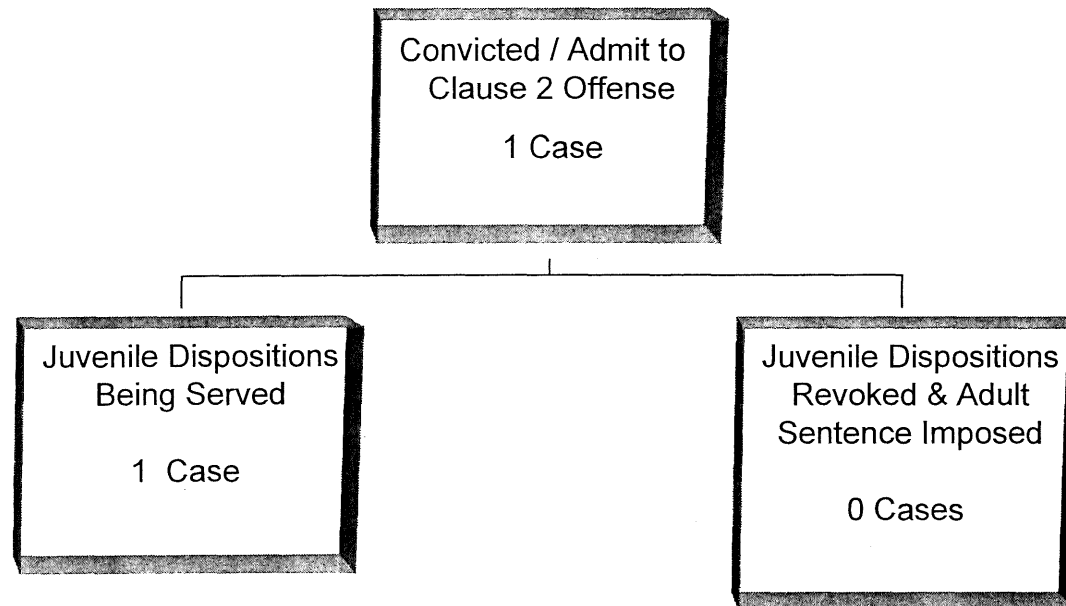 Convicted / Admit to
Clause 2 Offense
1 Case
Juvenile Dispositions
Being Served
1 Case
Juvenile Dispositions
Revoked & Adult
Sentence Imposed
0 Cases